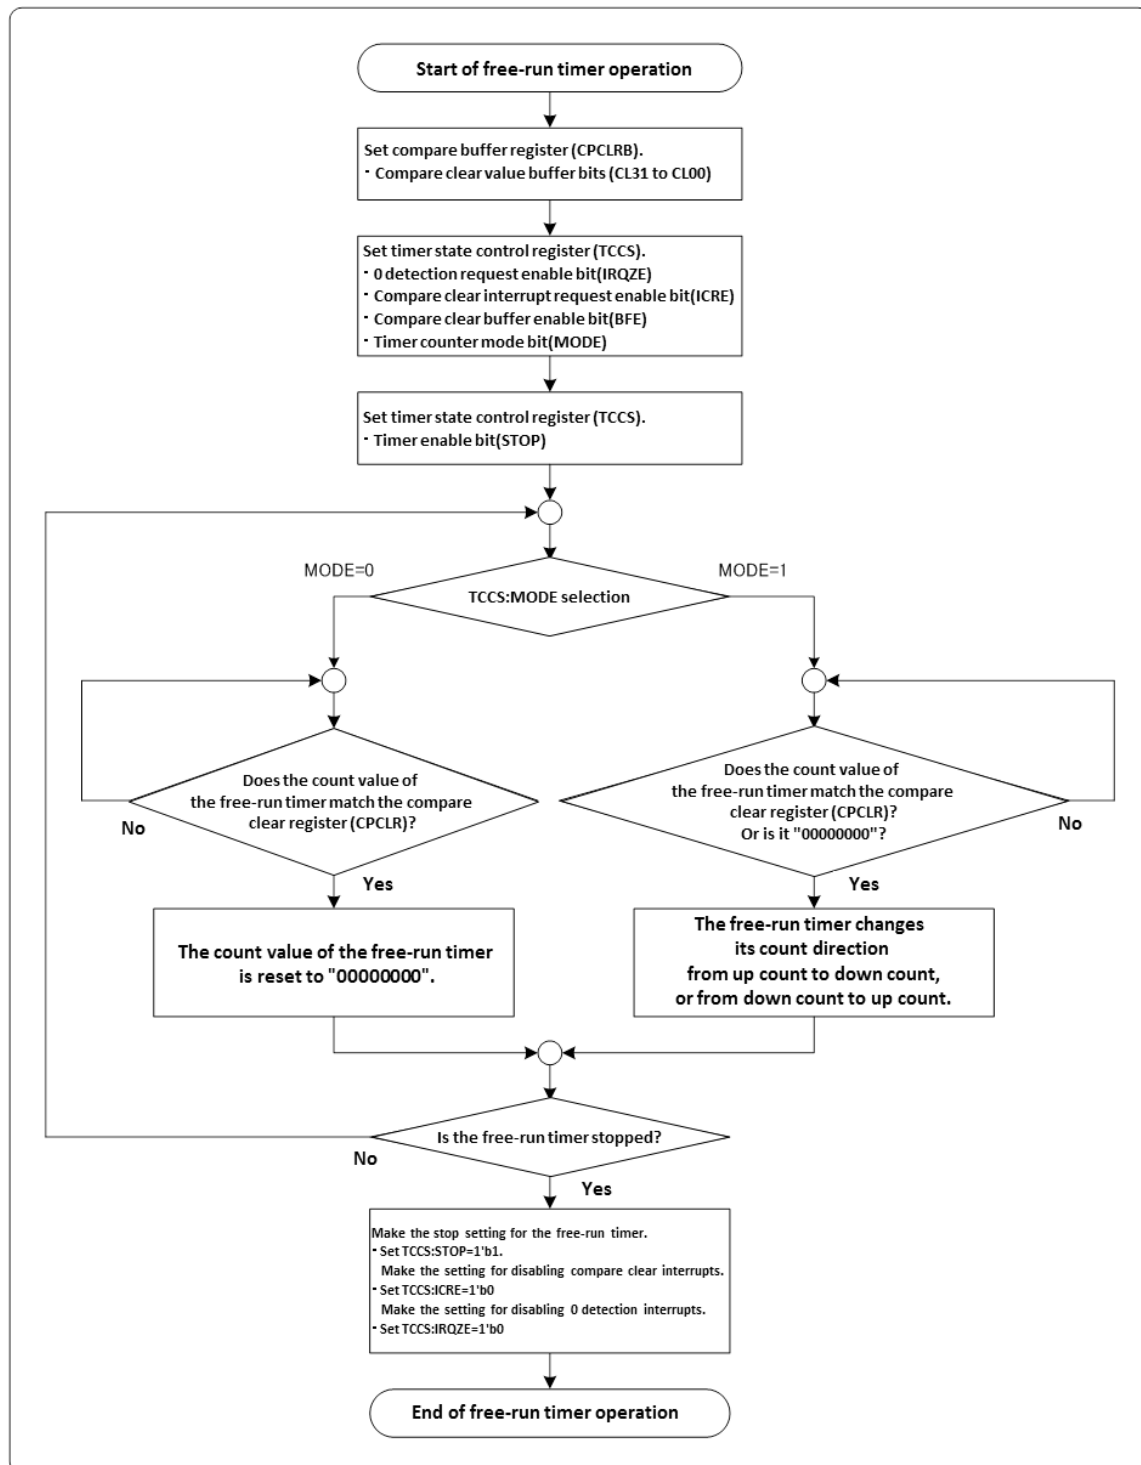 Start of free-run timer operation
Set compare buffer register (CPCLRB).
- Compare clear value buffer bits (CL31 to CL00)
Set timer state control register (TCCS).
- 0 detection request enable bit(IRQZE)
- Compare clear interrupt request enable bit(ICRE)
- Compare clear buffer enable bit(BFE)
- Timer counter mode bit(MODE)
Set timer state control register (TCCS).
- Timer enable bit(STOP)
MODE=0
MODE=1
TCCS:MODE selection
Does the count value of
the free-run timer match the compare
clear register (CPCLR)?
No
Yes
Does the count value of
the free-run timer match the compare
clear register (CPCLR)?
Or is it "00000000"?
No
Yes
The count value of the free-run timer
is reset to "00000000".
The free-run timer changes
its count direction
from up count to down count,
or from down count to up count.
Is the free-run timer stopped?
No
Yes
Make the stop setting for the free-run timer.
- Set TCCS:STOP=1'b1.
Make the setting for disabling compare clear interrupts.
- Set TCCS:ICRE=1'b0
Make the setting for disabling 0 detection interrupts.
- Set TCCS:IRQZE=1'b0
End of free-run timer operation